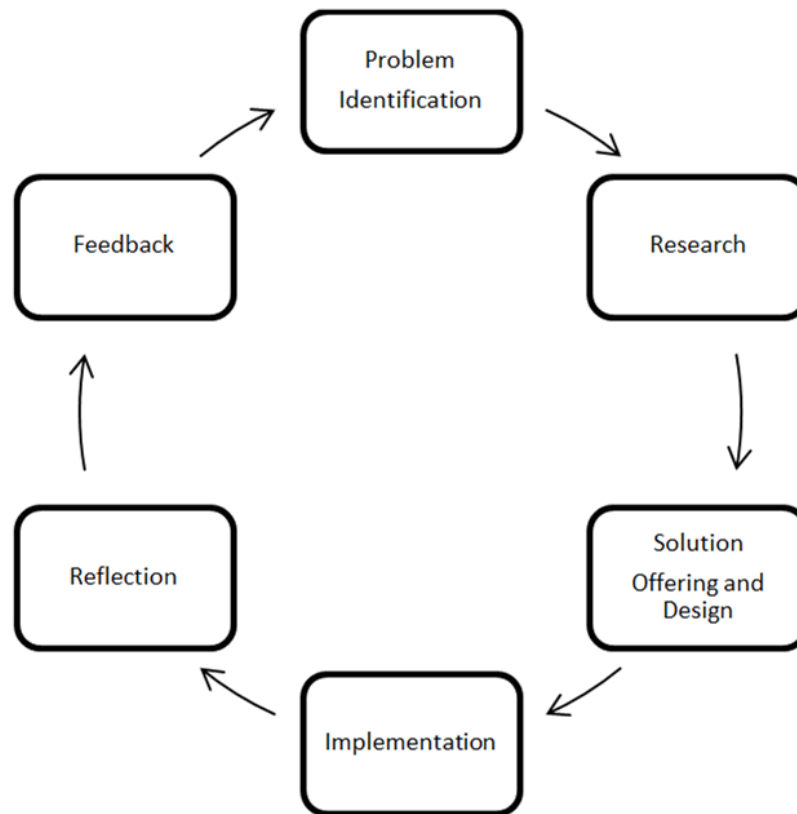 Problem
Identification
Research
Solution
Offering and
Design
Implementation
Reflection
Feedback